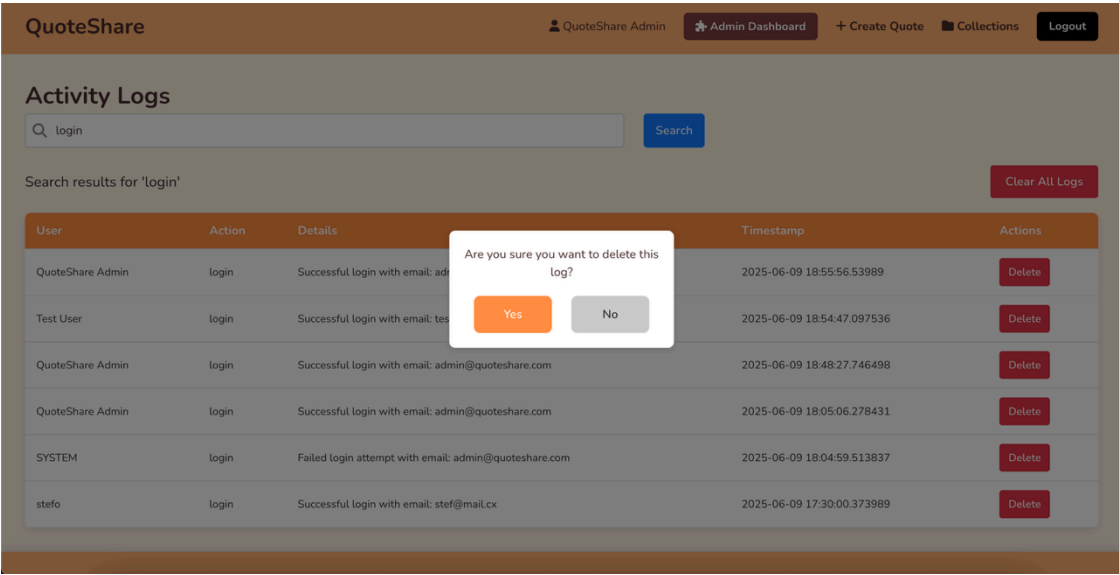 QuoteShare
QuoteShare Admin
Admin Dashboard
+ Create Quote
Collections
Logout
Activity Logs
login
Search
Search results for 'login'
Clear All Logs
User Action Details Timestamp Actions
QuoteShare Admin login Successful login with email: adm 2025-06-09 18:55:56.53989 Delete
Test User login Successful login with email: tes 2025-06-09 18:54:47.097536 Delete
QuoteShare Admin login Successful login with email: admin@quoteshare.com 2025-06-09 18:48:27.746498 Delete
QuoteShare Admin login Successful login with email: admin@quoteshare.com 2025-06-09 18:05:06.278431 Delete
SYSTEM login Failed login attempt with email: admin@quoteshare.com 2025-06-09 18:04:59.513837 Delete
stefo login Successful login with email: stef@mail.cx 2025-06-09 17:30:00.373989 Delete
Are you sure you want to delete this
log?
Yes No